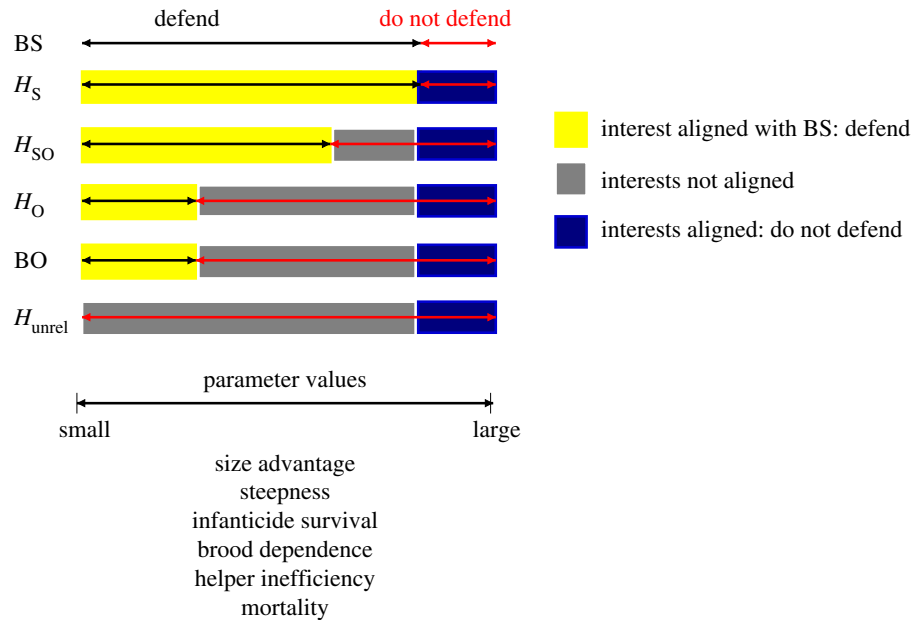 defend do not defend
BS
H_S
H_SO
H_O
BO
H_unrel
interest aligned with BS: defend
interests not aligned
interests aligned: do not defend
parameter values
small large
size advantage
steepness
infanticide survival
brood dependence
helper inefficiency
mortality